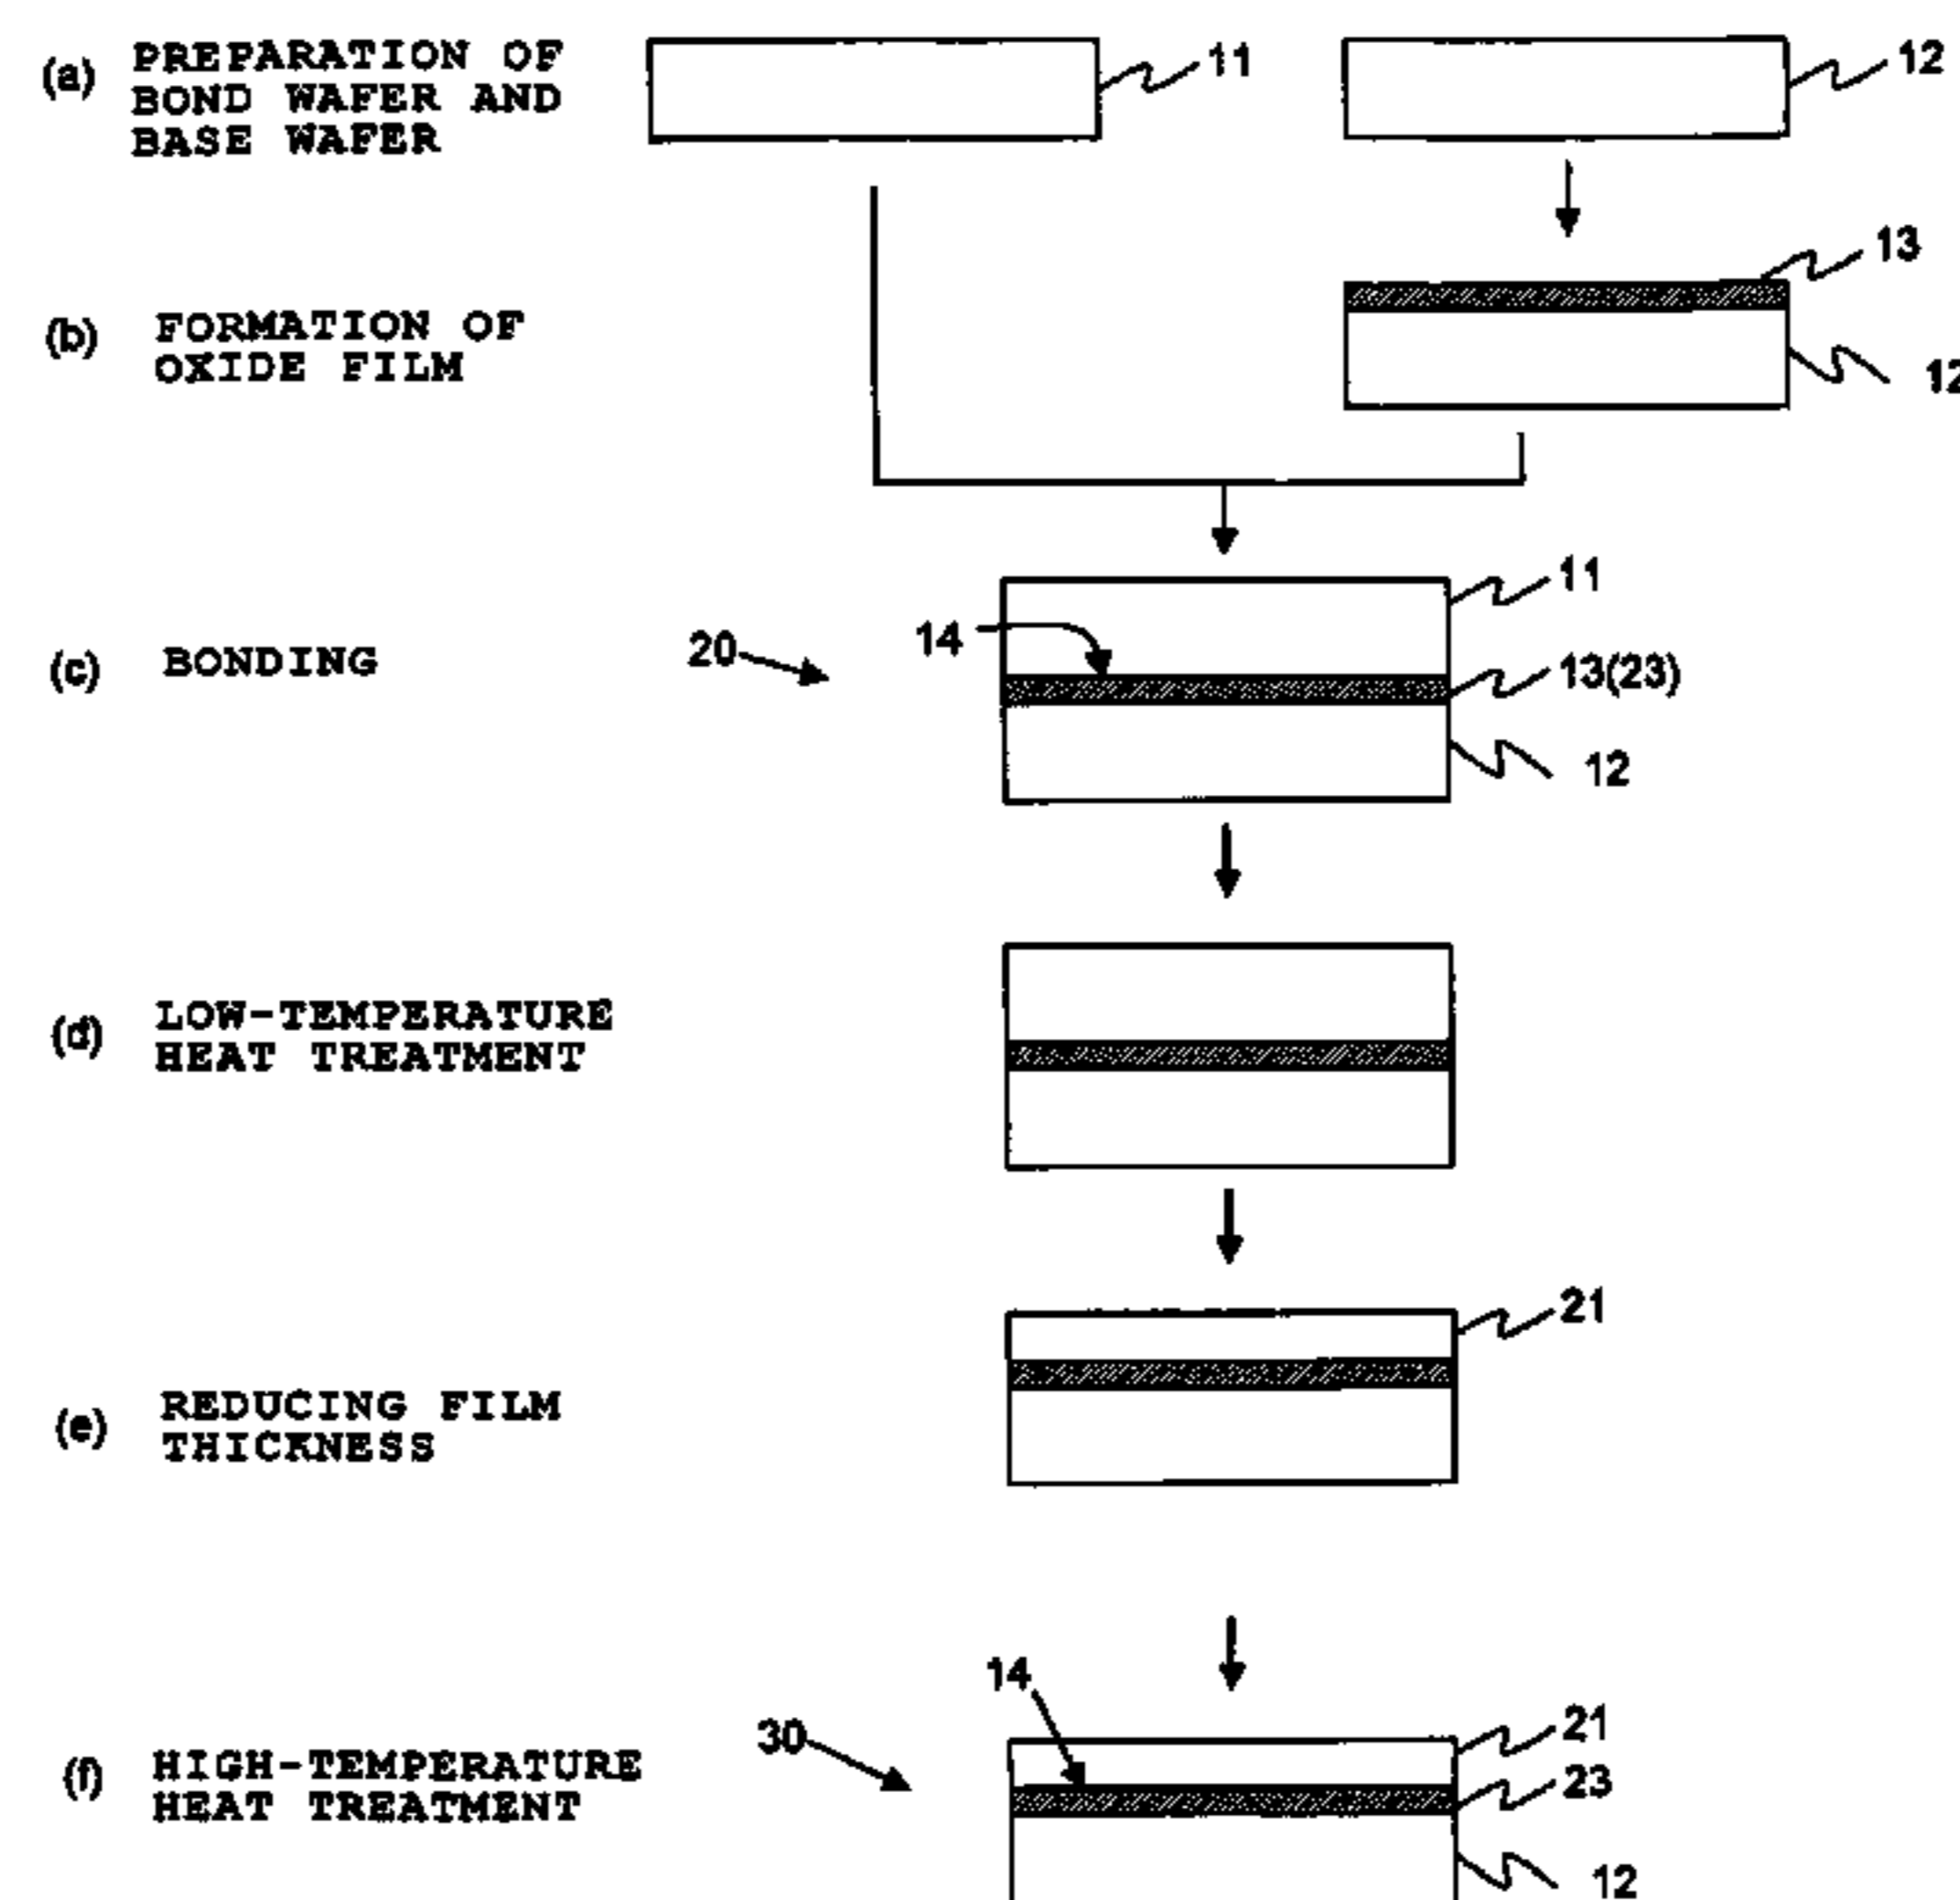 (a) PREPARATION OF
BOND WAFER AND
BASE WAFER
11
12
13
(b) FORMATION OF
OXIDE FILM
12
11
14
20
(c) BONDING
13(23)
12
(d) LOW-TEMPERATURE
HEAT TREATMENT
21
(e) REDUCING FILM
THICKNESS
14
30
21
(f) HIGH-TEMPERATURE
HEAT TREATMENT
23
12